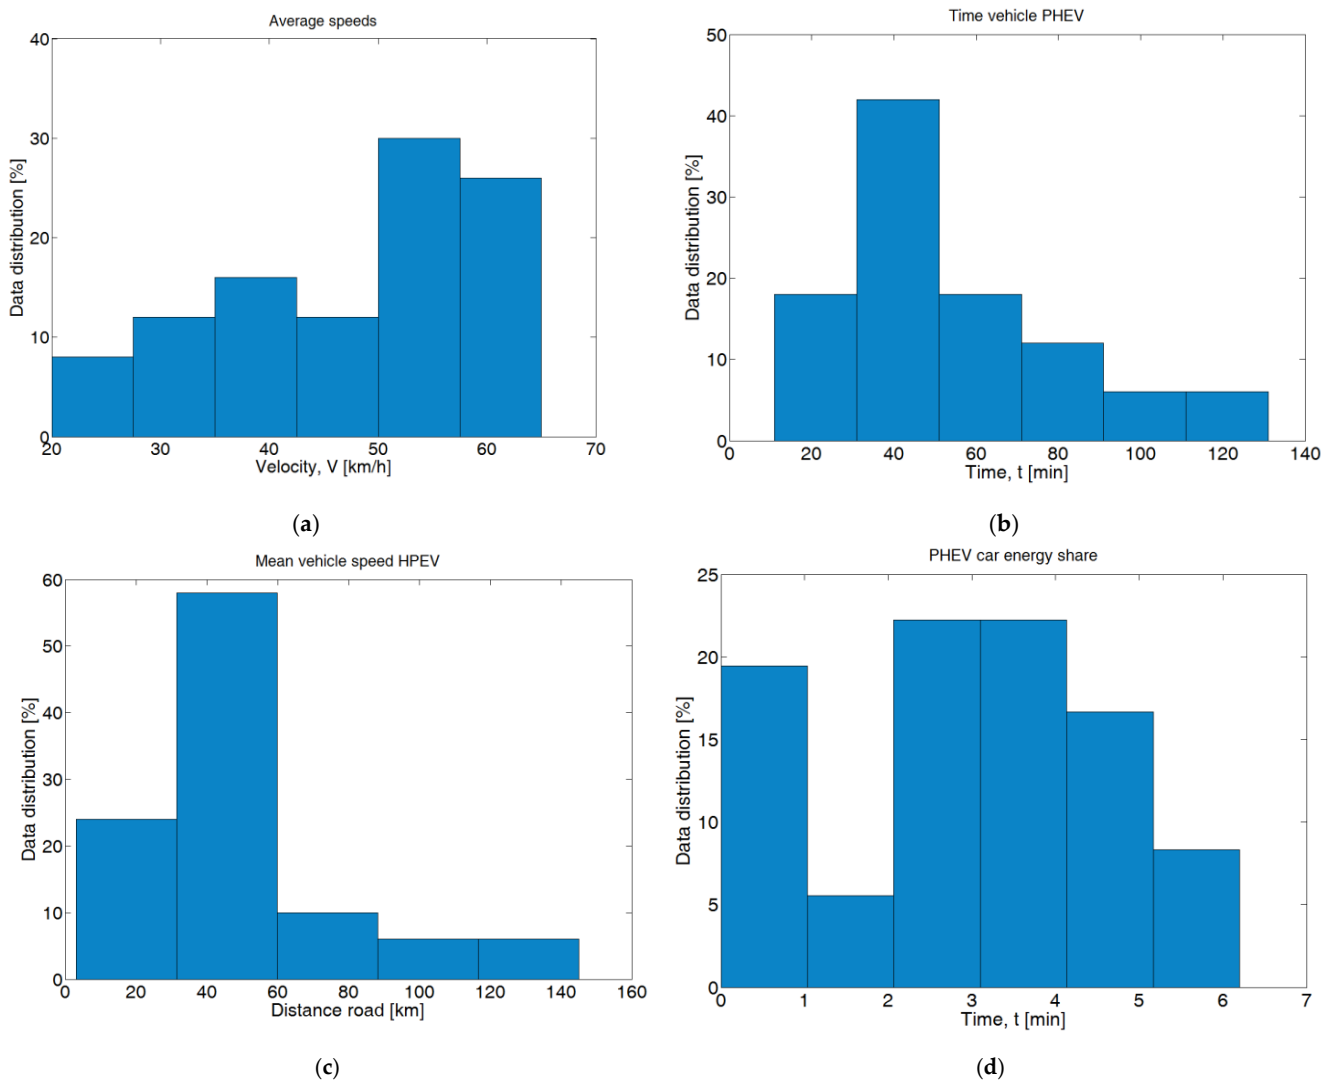 Average speeds
40
30
20
10
0
Data distribution [%]
20 30 40 50 60 70
Velocity, V [km/h]
(a)
Time vehicle PHEV
50
40
30
20
10
0
Data distribution [%]
0 20 40 60 80 100 120 140
Time, t [min]
(b)
Mean vehicle speed HPEV
60
50
40
30
20
10
0
Data distribution [%]
0 20 40 60 80 100 120 140 160
Distance road [km]
(c)
PHEV car energy share
25
20
15
10
5
0
Data distribution [%]
0 1 2 3 4 5 6 7
Time, t [min]
(d)